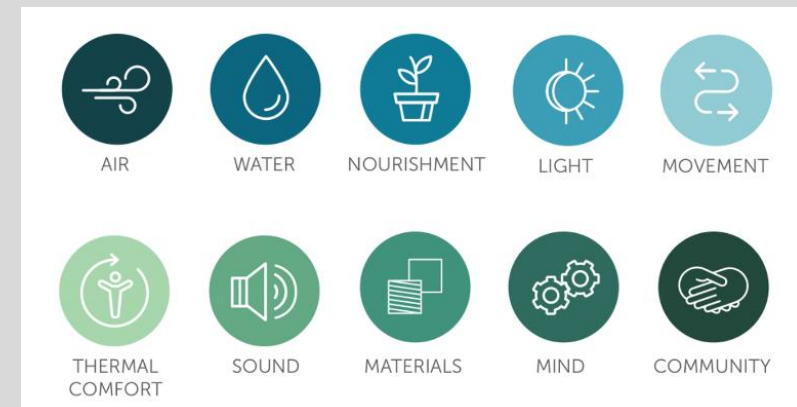 AIR
WATER
NOURISHMENT
LIGHT
MOVEMENT
THERMAL
COMFORT
SOUND
MATERIALS
MIND
COMMUNITY